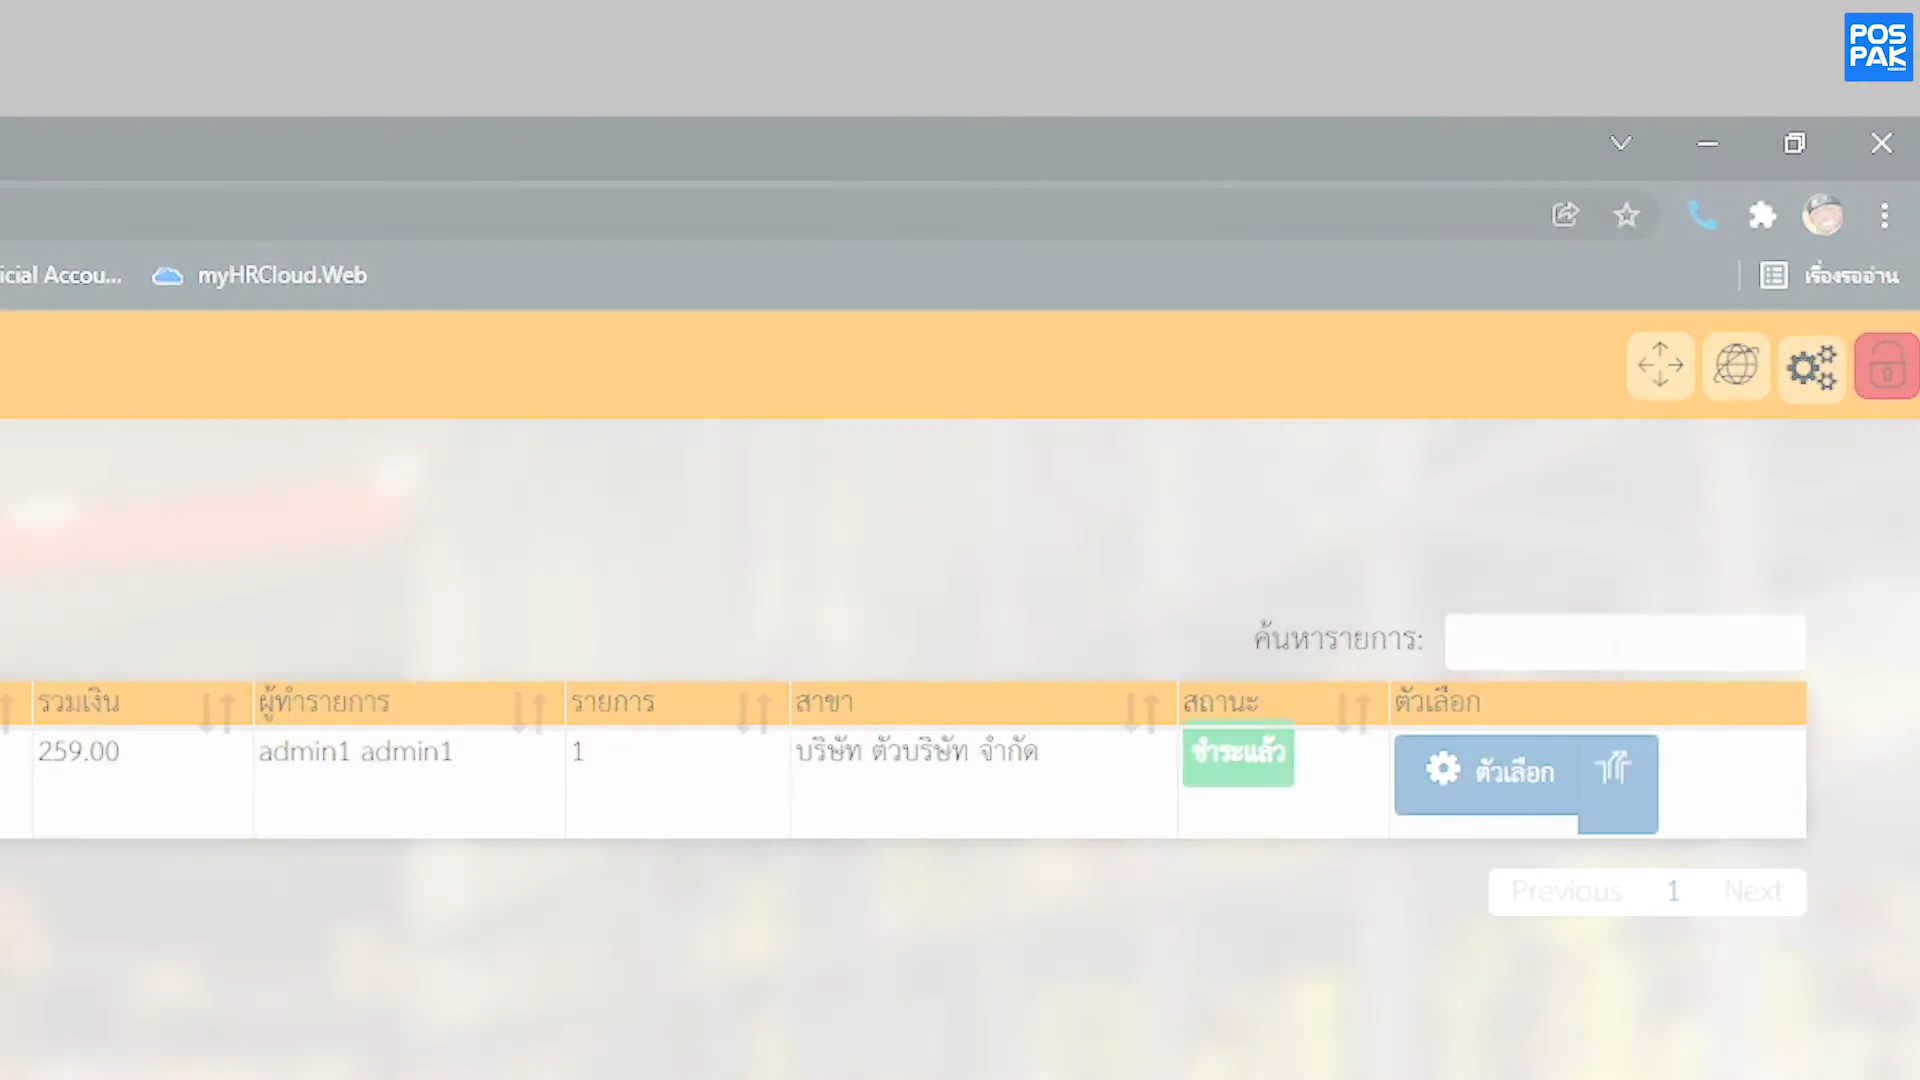 POS
PAK
icial Accou...
myHRCloud.Web
เรื่องรออ่าน
ค้นหารายการ:
รวมเงิน
ผู้ทำรายการ
รายการ
สาขา
สถานะ
ตัวเลือก
259.00
admin1 admin1
1
บริษัท ตัวบริษัท จำกัด
ชำระแล้ว
ตัวเลือก
Previous
1
Next